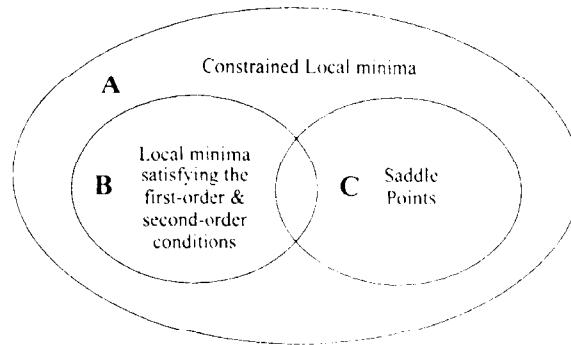 Constrained Local minima
A
Local minima
satisfying the
first-order &
second-order
conditions
B
C
Saddle
Points